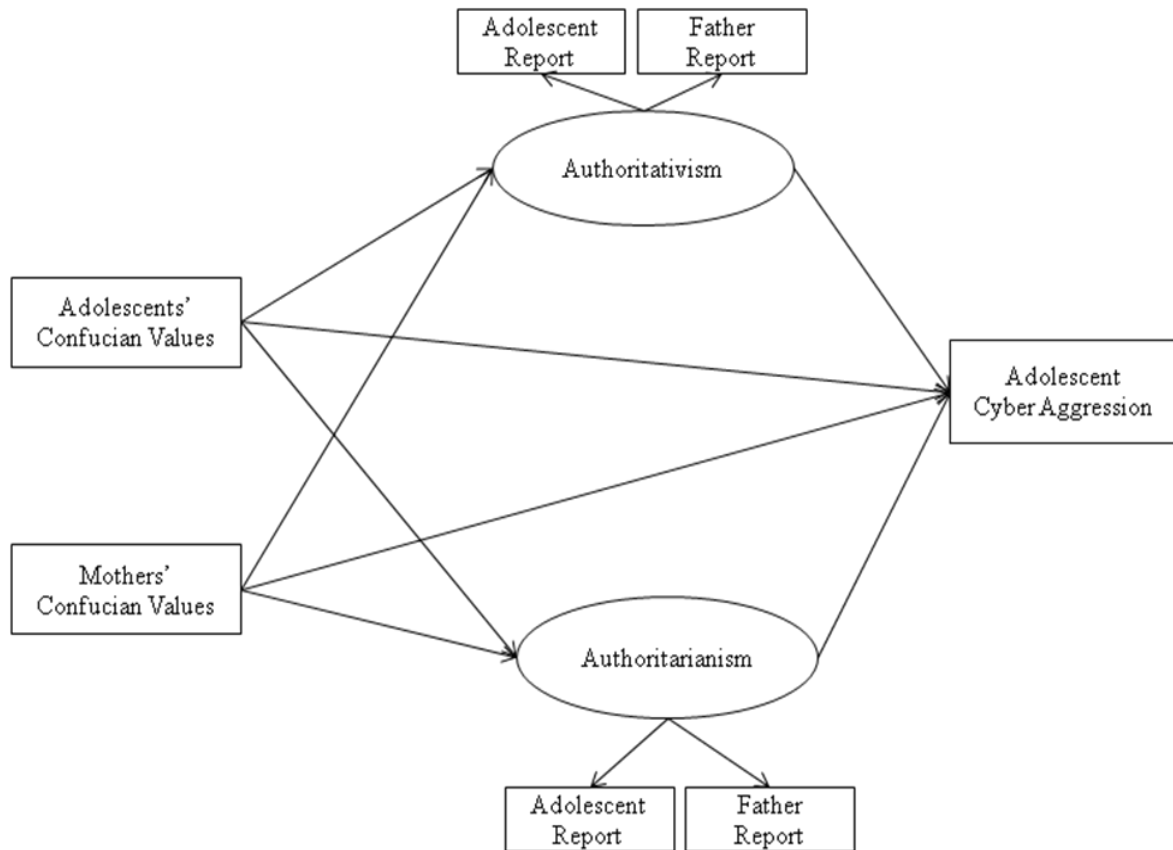 Adolescent
Report
Father
Report
Authoritativism
Adolescents’
Confucian Values
Adolescent
Cyber Aggression
Mothers’
Confucian Values
Authoritarianism
Adolescent
Report
Father
Report